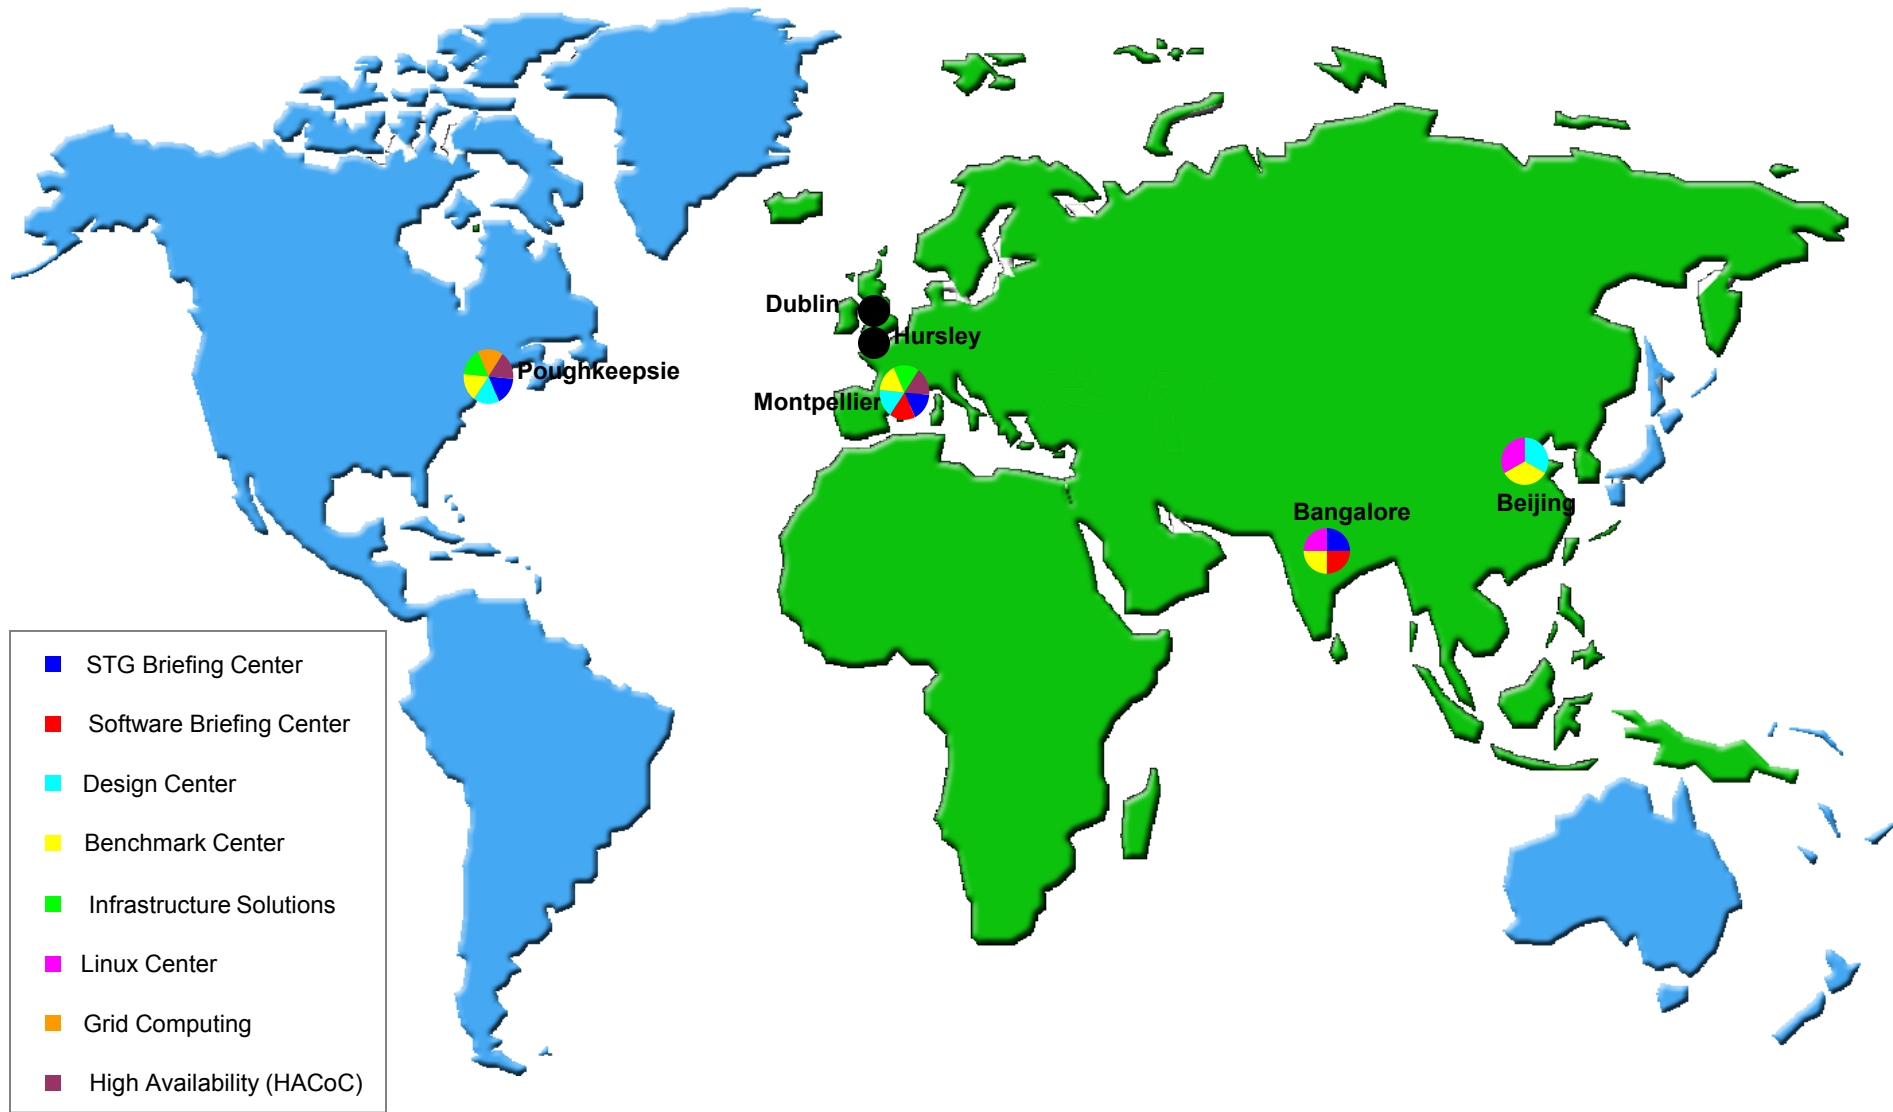 Dublin
Hursley
Poughkeepsie
Montpellier
Beijing
Bangalore
STG Briefing Center
Software Briefing Center
Design Center
Benchmark Center
Infrastructure Solutions
Linux Center
Grid Computing
High Availability (HACoC)